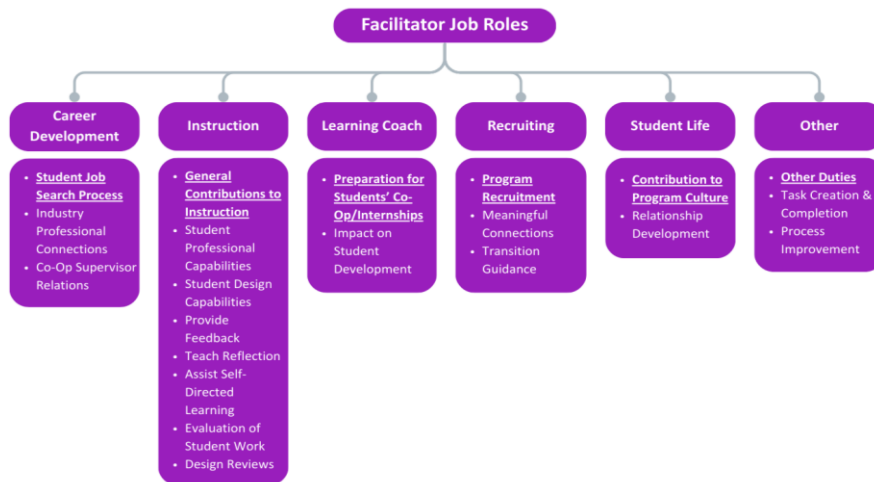 Facilitator Job Roles
Career
Development
Instruction
Learning Coach
Recruiting
Student Life
Other
• Student Job
Search Process
• Industry
Professional
Connections
• Co-Op Supervisor
Relations
• General
Contributions to
Instruction
• Student
Professional
Capabilities
• Student Design
Capabilities
• Provide
Feedback
• Teach Reflection
• Assist Self-
Directed
Learning
• Evaluation of
Student Work
• Design Reviews
• Preparation for
Students’ Co-
Op/Internships
• Impact on
Student
Development
• Program
Recruitment
• Meaningful
Connections
• Transition
Guidance
• Contribution to
Program Culture
• Relationship
Development
• Other Duties
• Task Creation &
Completion
• Process
Improvement